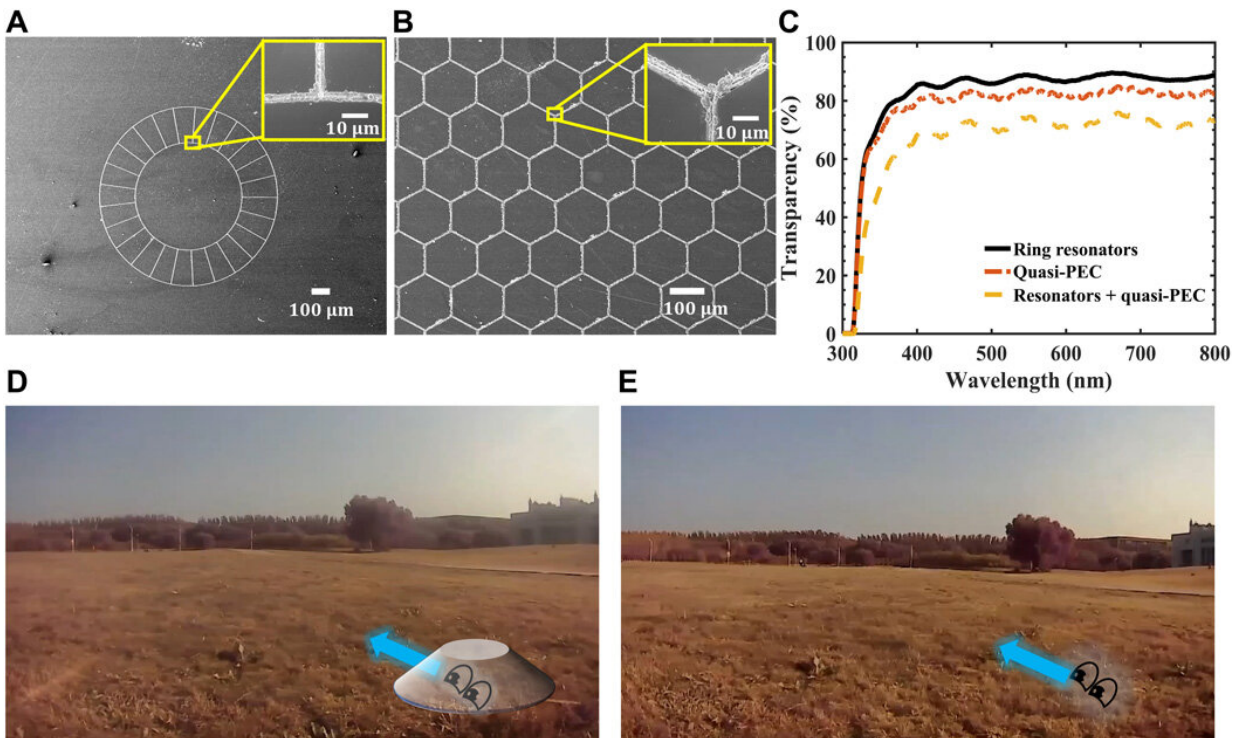 A
10 μm
100 μm
B
10 μm
100 μm
C
100
80
60
40
20
0
Transparency (%)
Ring resonators
Quasi-PEC
Resonators + quasi-PEC
300
400
500
600
700
800
Wavelength (nm)
D
E